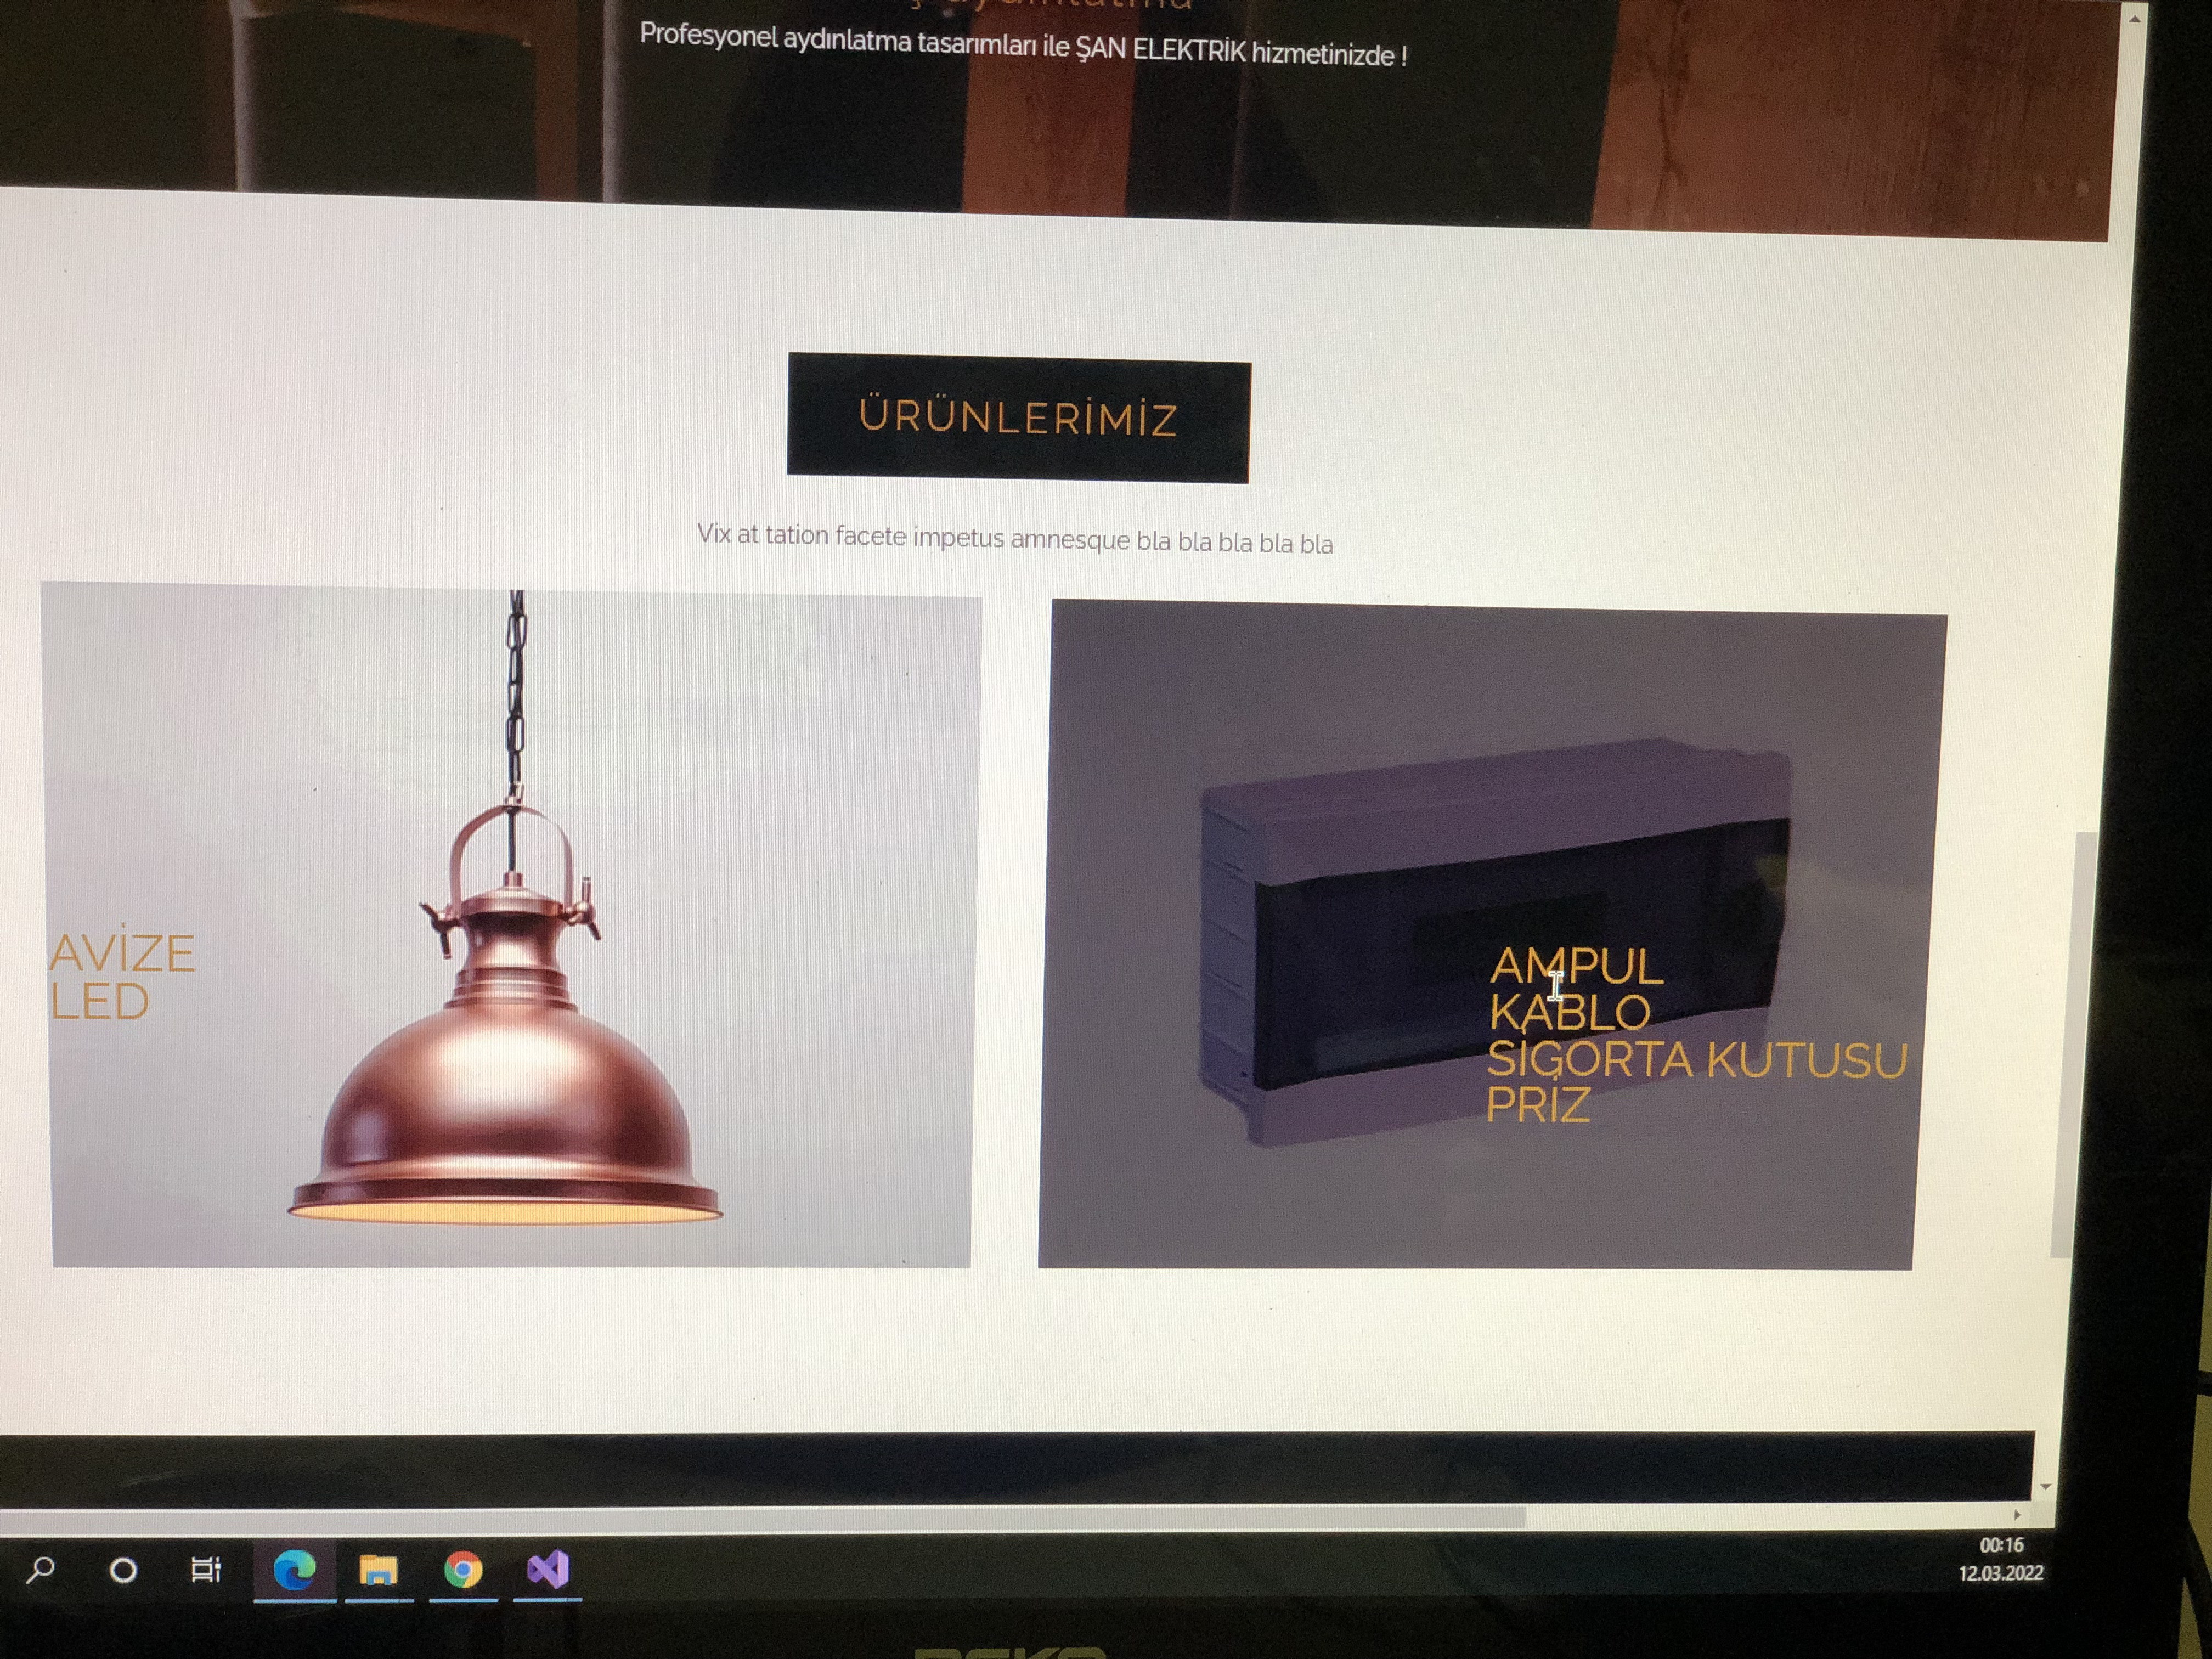 Profesyonel aydınlatma tasarımları ile ŞAN ELEKTRİK hizmetinizde !
ÜRÜNLERİMİZ
Vix at tation facete impetus amnesque bla bla bla bla bla
AVİZE
LED
AMPUL
KABLO
SİGORTA KUTUSU
PRİZ
00:16
12.03.2022